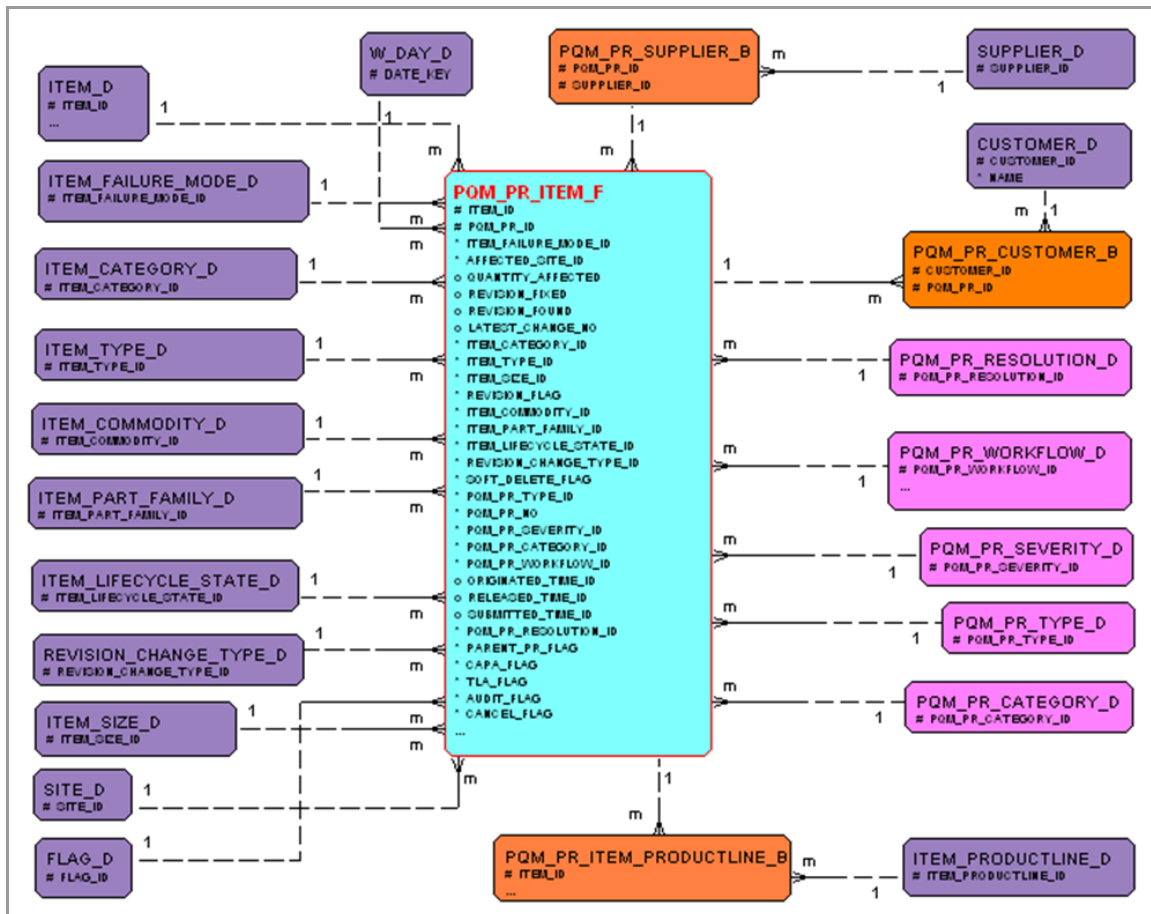 W_DAY_D
# DATE_KEY
PQM_PR_SUPPLIER_B
# PQM_PR_ID
# SUPPLIER_ID
SUPPLIER_D
# SUPPLIER_ID
m
1
ITEM_D
# ITEM_ID
...
1
1
m
1
m
CUSTOMER_D
# CUSTOMER_ID
* NAME
m
1
ITEM_FAILURE_MODE_D
# ITEM_FAILURE_MODE_ID
1
m
m
PQM_PR_ITEM_F
# ITEM_ID
# PQM_PR_ID
* ITEM_FAILURE_MODE_ID
* AFFECTED_SITE_ID
o QUANTITY_AFFECTED
o REVISION_FIXED
o REVISION_FOUND
o LATEST_CHANGE_NO
* ITEM_CATEGORY_ID
* ITEM_TYPE_ID
* ITEM_SIZE_ID
* REVISION_FLAG
* ITEM_COMMODITY_ID
* ITEM_PART_FAMILY_ID
* ITEM_LIFECYCLE_STATE_ID
* REVISION_CHANGE_TYPE_ID
* SOFT_DELETE_FLAG
* PQM_PR_TYPE_ID
* PQM_PR_NO
* PQM_PR_SEVERITY_ID
* PQM_PR_CATEGORY_ID
* PQM_PR_WORKFLOW_ID
o ORIGINATED_TIME_ID
o RELEASED_TIME_ID
o SUBMITTED_TIME_ID
* PQM_PR_RESOLUTION_ID
* PARENT_PR_FLAG
* CAPA_FLAG
* TLA_FLAG
* AUDIT_FLAG
* CANCEL_FLAG
...
PQM_PR_CUSTOMER_B
# CUSTOMER_ID
# PQM_PR_ID
1
m
ITEM_CATEGORY_D
# ITEM_CATEGORY_ID
1
m
ITEM_TYPE_D
# ITEM_TYPE_ID
1
m
PQM_PR_RESOLUTION_D
# PQM_PR_RESOLUTION_ID
m
1
ITEM_COMMODITY_D
# ITEM_COMMODITY_ID
1
m
PQM_PR_WORKFLOW_D
# PQM_PR_WORKFLOW_ID
...
m
1
ITEM_PART_FAMILY_D
# ITEM_PART_FAMILY_ID
1
m
PQM_PR_SEVERITY_D
# PQM_PR_SEVERITY_ID
m
1
ITEM_LIFECYCLE_STATE_D
# ITEM_LIFECYCLE_STATE_ID
1
m
PQM_PR_TYPE_D
# PQM_PR_TYPE_ID
m
1
REVISION_CHANGE_TYPE_D
# REVISION_CHANGE_TYPE_ID
1
m
PQM_PR_CATEGORY_D
# PQM_PR_CATEGORY_ID
m
1
ITEM_SIZE_D
# ITEM_SIZE_ID
1
m
m
SITE_D
# SITE_ID
1
m
FLAG_D
# FLAG_ID
1
1
m
PQM_PR_ITEM_PRODUCTLINE_B
# ITEM_ID
...
m
1
ITEM_PRODUCTLINE_D
# ITEM_PRODUCTLINE_ID